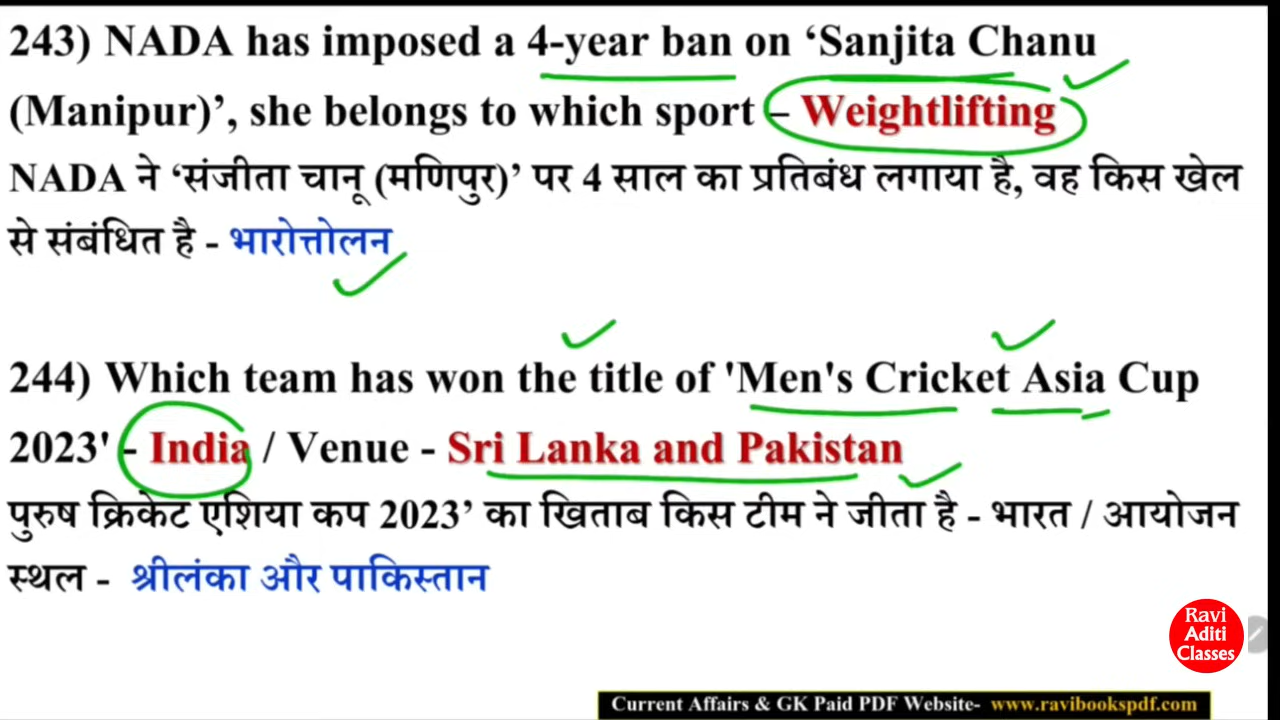 243) NADA has imposed a 4-year ban on ‘Sanjita Chanu
(Manipur)’, she belongs to which sport – Weightlifting
NADA ने ‘संजीता चानू (मणिपुर)’ पर 4 साल का प्रतिबंध लगाया है, वह किस खेल
से संबंधित है - भारोत्तोलन
244) Which team has won the title of 'Men's Cricket Asia Cup
2023' - India / Venue - Sri Lanka and Pakistan
पुरुष क्रिकेट एशिया कप 2023’ का खिताब किस टीम ने जीता है - भारत / आयोजन
स्थल - श्रीलंका और पाकिस्तान
Ravi
Aditi
Classes
Current Affairs & GK Paid PDF Website- www.ravibookspdf.com